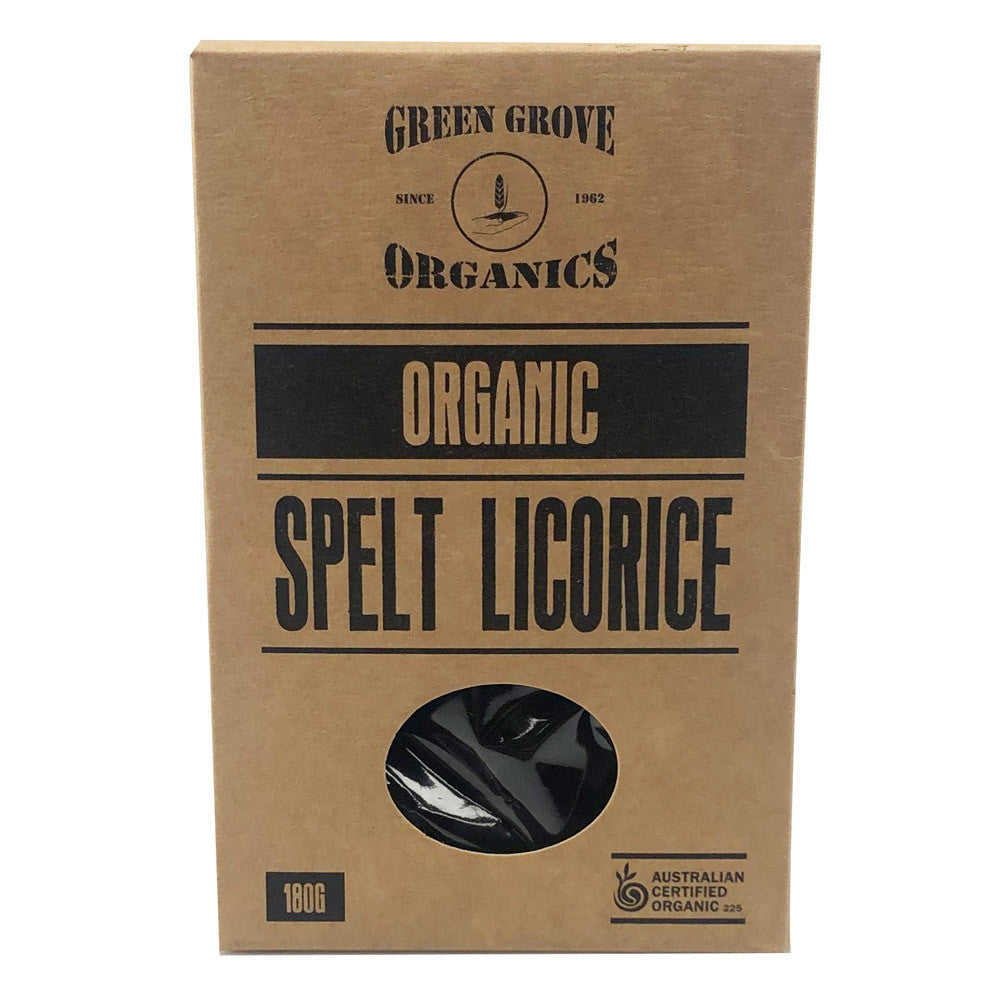 GREEN GROVE
SINCE 1962
ORGANICS
ORGANIC
SPELT LICORICE
180G
AUSTRALIAN
CERTIFIED
ORGANIC 225